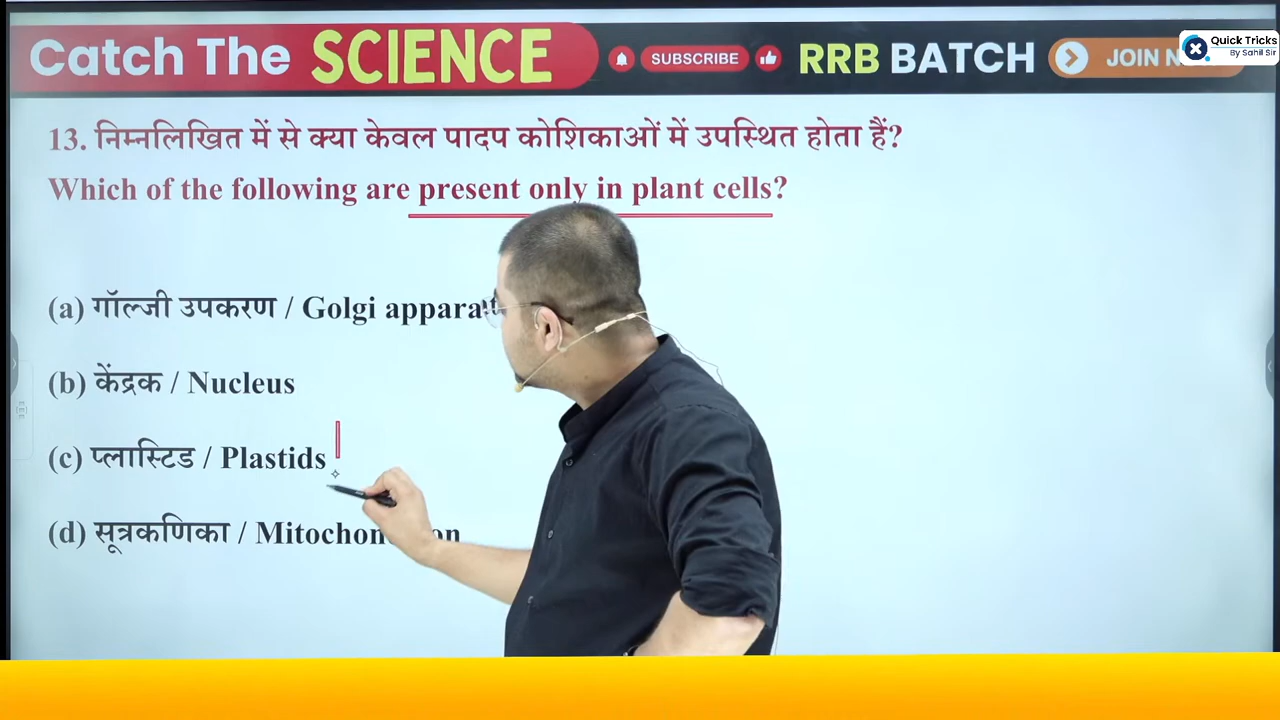 Catch The SCIENCE SUBSCRIBE RRB BATCH JOIN
Quick Tricks
By Sahil Sir
13. निम्नलिखित में से क्या केवल पादप कोशिकाओं में उपस्थित होता हैं?
Which of the following are present only in plant cells?
(a) गॉल्जी उपकरण / Golgi
(b) केंद्रक / Nucleus
(c) प्लास्टिड / Plastids
(d) सूत्रकणिका /